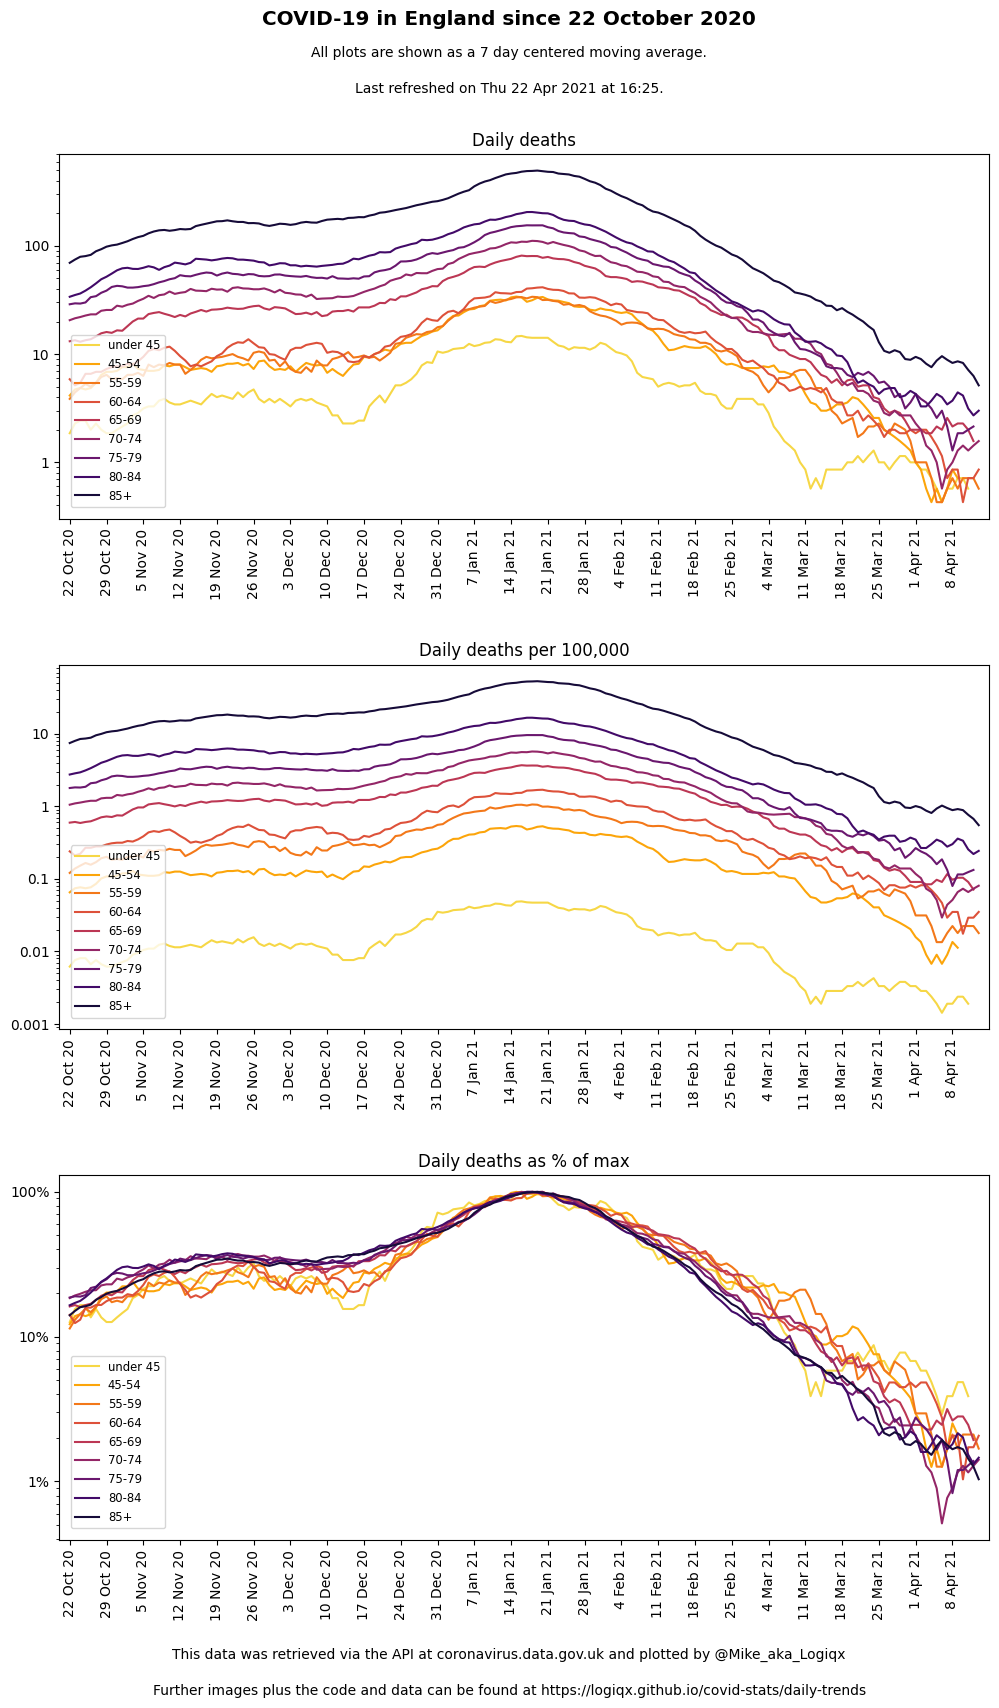 COVID-19 in England since 22 October 2020
All plots are shown as a 7 day centered moving average.
Last refreshed on Thu 22 Apr 2021 at 16:25.
Daily deaths
100
10
1
under 45
45-54
55-59
60-64
65-69
70-74
75-79
80-84
85+
22 Oct 20
29 Oct 20
5 Nov 20
12 Nov 20
19 Nov 20
26 Nov 20
3 Dec 20
10 Dec 20
17 Dec 20
24 Dec 20
31 Dec 20
7 Jan 21
14 Jan 21
21 Jan 21
28 Jan 21
4 Feb 21
11 Feb 21
18 Feb 21
25 Feb 21
4 Mar 21
11 Mar 21
18 Mar 21
25 Mar 21
1 Apr 21
8 Apr 21
Daily deaths per 100,000
10
1
0.1
0.01
0.001
under 45
45-54
55-59
60-64
65-69
70-74
75-79
80-84
85+
22 Oct 20
29 Oct 20
5 Nov 20
12 Nov 20
19 Nov 20
26 Nov 20
3 Dec 20
10 Dec 20
17 Dec 20
24 Dec 20
31 Dec 20
7 Jan 21
14 Jan 21
21 Jan 21
28 Jan 21
4 Feb 21
11 Feb 21
18 Feb 21
25 Feb 21
4 Mar 21
11 Mar 21
18 Mar 21
25 Mar 21
1 Apr 21
8 Apr 21
Daily deaths as % of max
100%
10%
1%
under 45
45-54
55-59
60-64
65-69
70-74
75-79
80-84
85+
22 Oct 20
29 Oct 20
5 Nov 20
12 Nov 20
19 Nov 20
26 Nov 20
3 Dec 20
10 Dec 20
17 Dec 20
24 Dec 20
31 Dec 20
7 Jan 21
14 Jan 21
21 Jan 21
28 Jan 21
4 Feb 21
11 Feb 21
18 Feb 21
25 Feb 21
4 Mar 21
11 Mar 21
18 Mar 21
25 Mar 21
1 Apr 21
8 Apr 21
This data was retrieved via the API at coronavirus.data.gov.uk and plotted by @Mike_aka_Logiqx
Further images plus the code and data can be found at https://logiqx.github.io/covid-stats/daily-trends